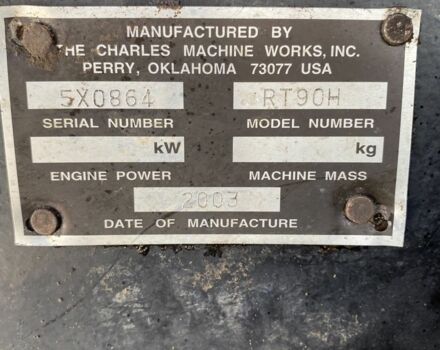 MANUFACTURED BY
THE CHARLES MACHINE WORKS, INC.
PERRY, OKLAHOMA 73077 USA
5X0864 RT90H
SERIAL NUMBER MODEL NUMBER
kW kg
ENGINE POWER MACHINE MASS
2003
DATE OF MANUFACTURE